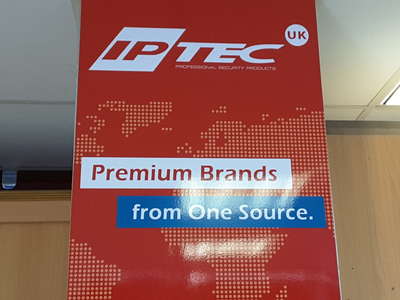 IPTEC UK
PROFESSIONAL SECURITY PRODUCTS
Premium Brands
from One Source.